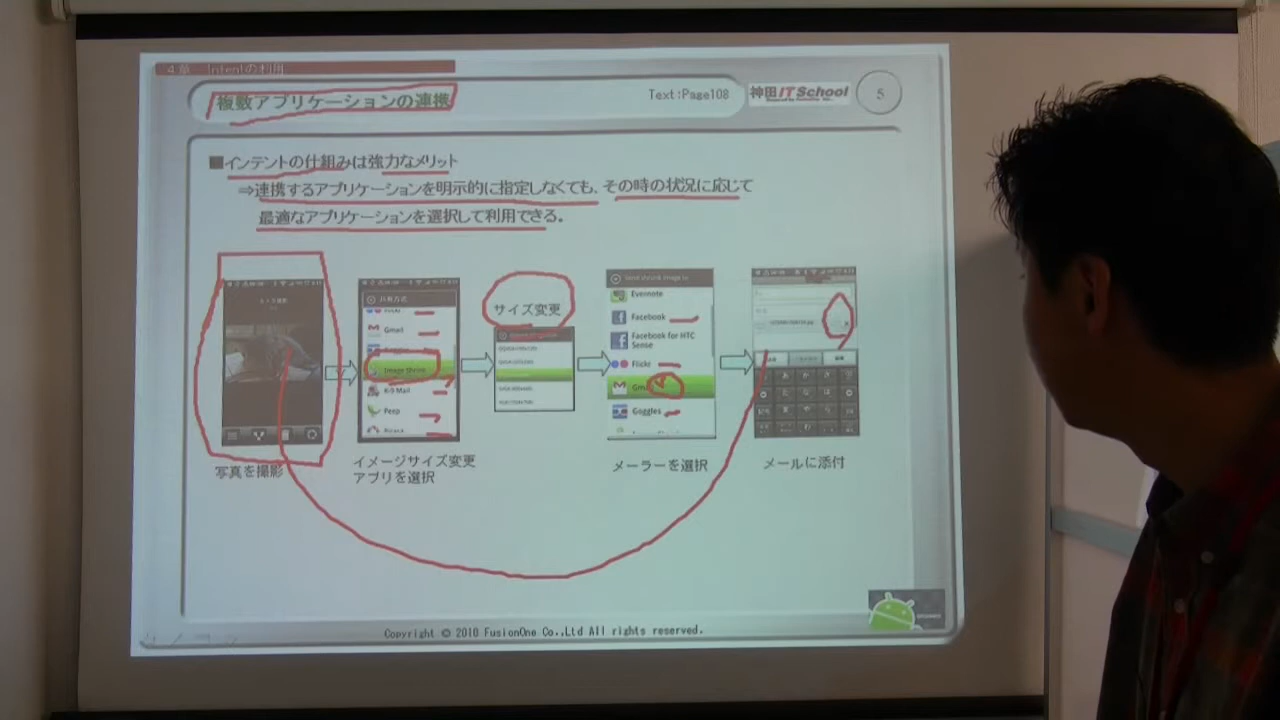 4章 Intentの利用
複数アプリケーションの連携
Text:Page108
神田IT School
5
■インテントの仕組みは強力なメリット
⇒連携するアプリケーションを明示的に指定しなくても、その時の状況に応じて
最適なアプリケーションを選択して利用できる。
共有方式
Flickr
Gmail
Image Shrink
K-9 Mail
Peep
Picasa
サイズ変更
Evernote
Facebook
Facebook for HTC
Sense
Flickr
Gm
Goggles
写真を撮影
イメージサイズ変更
アプリを選択
メーラーを選択
メールに添付
Copyright © 2010 FusionOne Co.,Ltd All rights reserved.